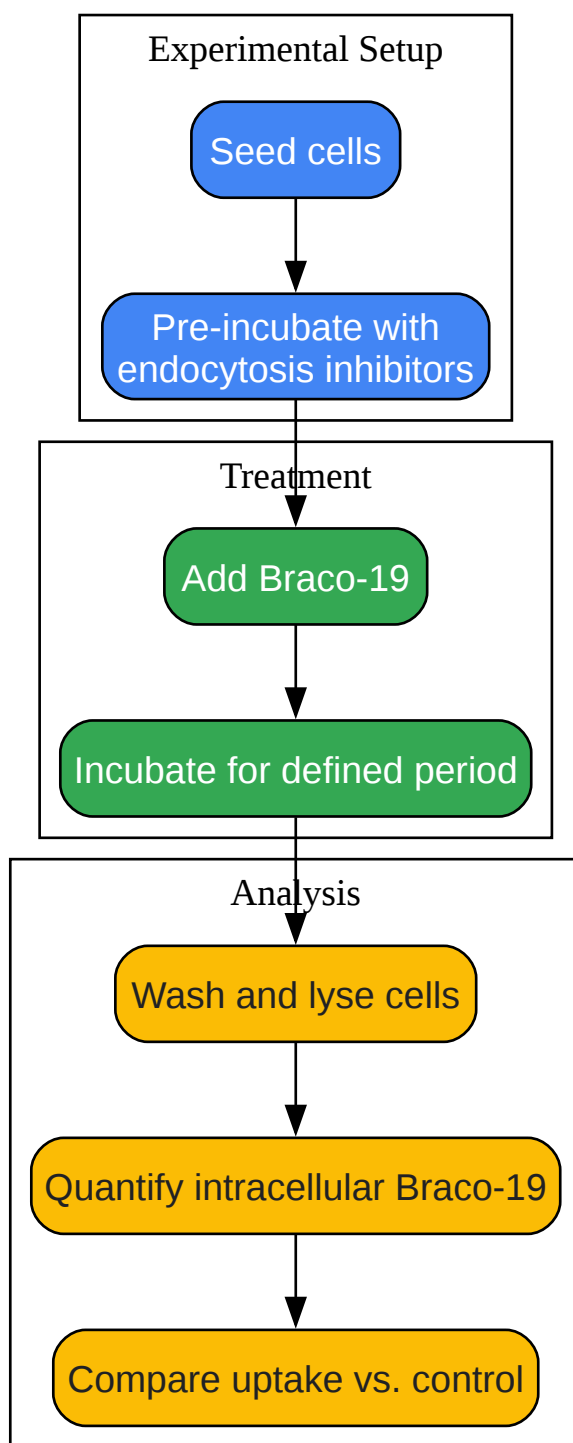 Experimental Setup
Seed cells
Pre-incubate with
endocytosis inhibitors
Treatment
Add Braco-19
Incubate for defined period
Analysis
Wash and lyse cells
Quantify intracellular Braco-19
Compare uptake vs. control